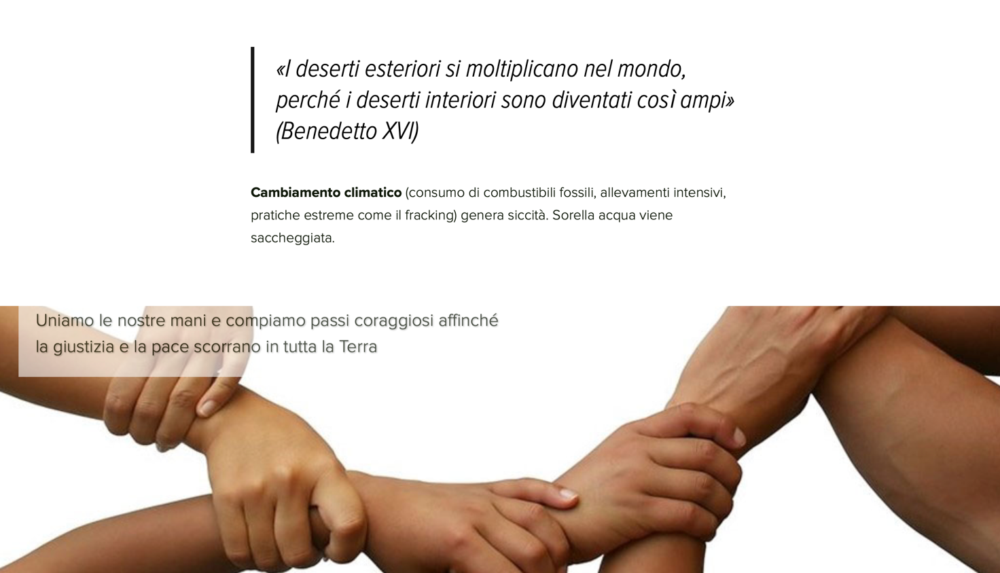 «I deserti esteriori si moltiplicano nel mondo,
perché i deserti interiori sono diventati così ampi»
(Benedetto XVI)
Cambiamento climatico (consumo di combustibili fossili, allevamenti intensivi,
pratiche estreme come il fracking) genera siccità. Sorella acqua viene
saccheggiata.
Uniamo le nostre mani e compiamo passi coraggiosi affinché
la giustizia e la pace scorrano in tutta la Terra